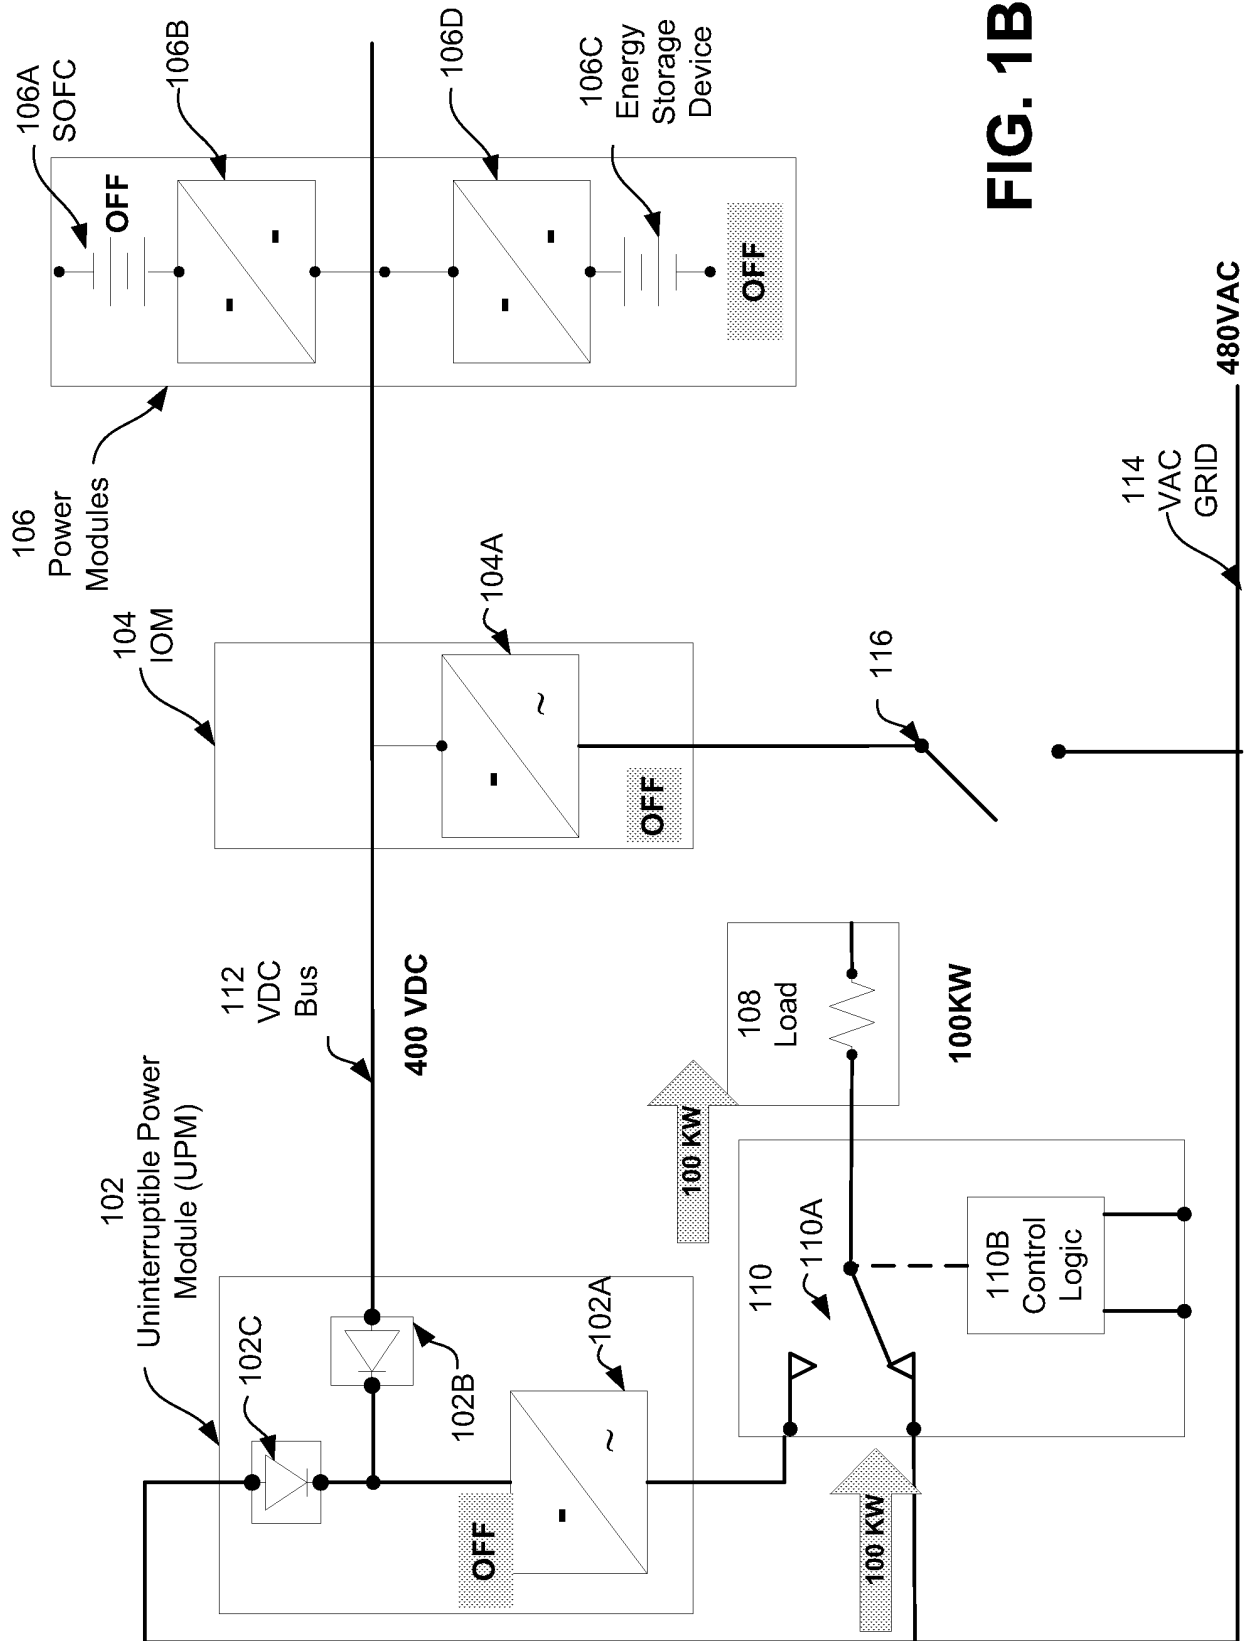 106A
SOFC
OFF
106B
106D
106C
Energy
Storage
Device
OFF
106
Power
Modules
104
IOM
104A
OFF
116
114
VAC
GRID
480VAC
112
VDC
Bus
400 VDC
102
Uninterruptible Power
Module (UPM)
102C
102B
102A
OFF
100 KW
108
Load
100KW
110
110A
110B
Control
Logic
100 KW
FIG. 1B